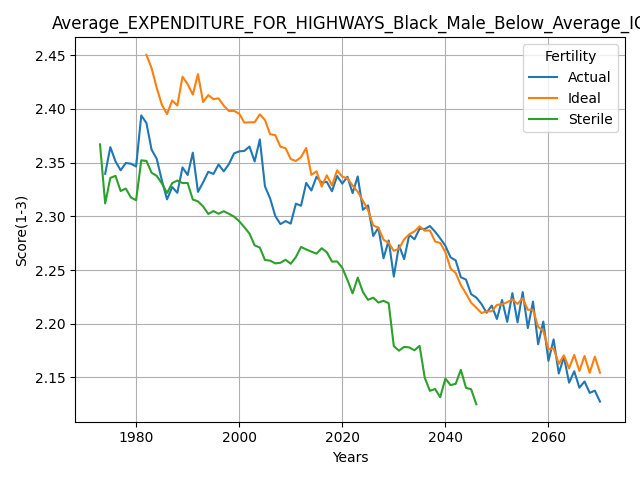 Average_EXPENDITURE_FOR_HIGHWAYS_Black_Male_Below_Average_IQ
Fertility
Actual
Ideal
Sterile
Score(1-3)
2.45
2.40
2.35
2.30
2.25
2.20
2.15
1980 2000 2020 2040 2060
Years